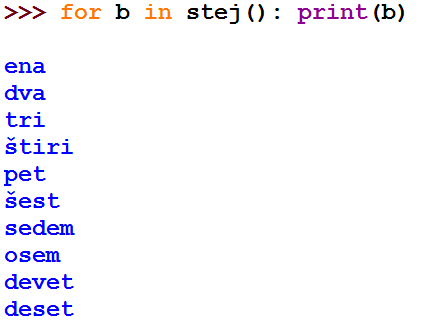 >>> for b in stej(): print(b)
ena
dva
tri
štiri
pet
šest
sedem
osem
devet
deset